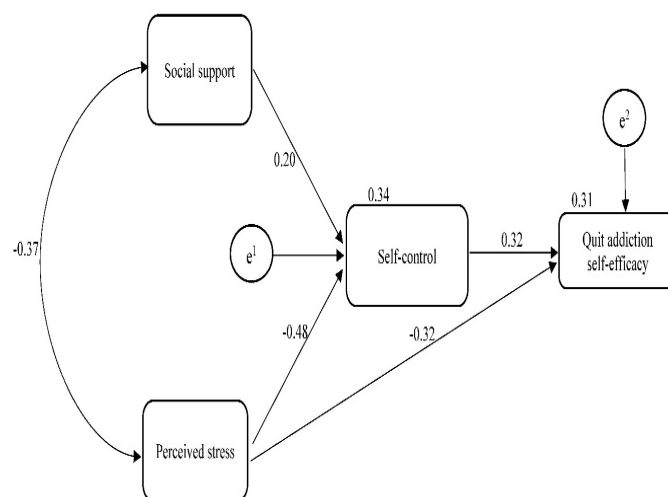 Social support
e²
0.20
0.34
0.31
-0.37
e¹
Self-control
0.32
Quit addiction
self-efficacy
-0.48
-0.32
Perceived stress